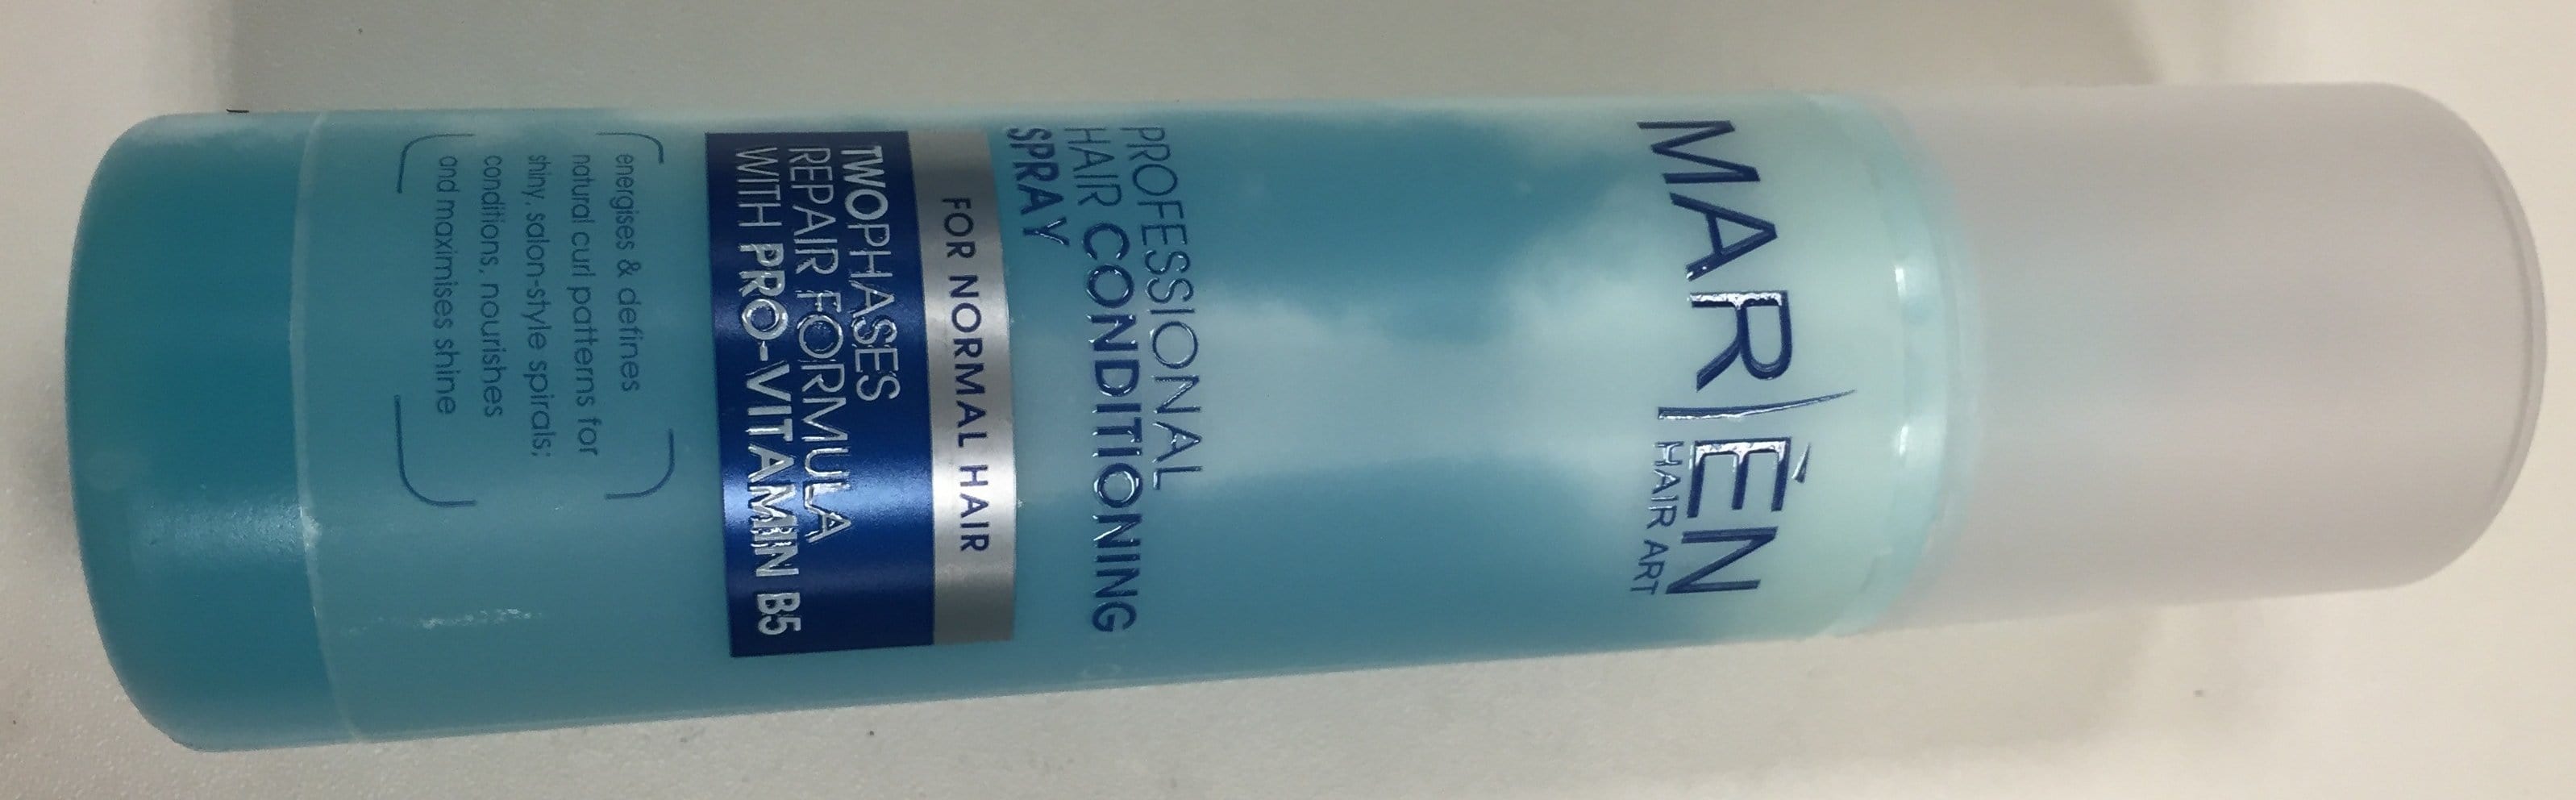 MARIÉN
HAIR ART
PROFESSIONAL
HAIR CONDITIONING
SPRAY
FOR NORMAL HAIR
TWOPHASES
REPAIR FORMULA
WITH PRO-VITAMIN B5
energises & defines
natural curl patterns for
shiny, salon-style spirals;
conditions, nourishes
and maximises shine